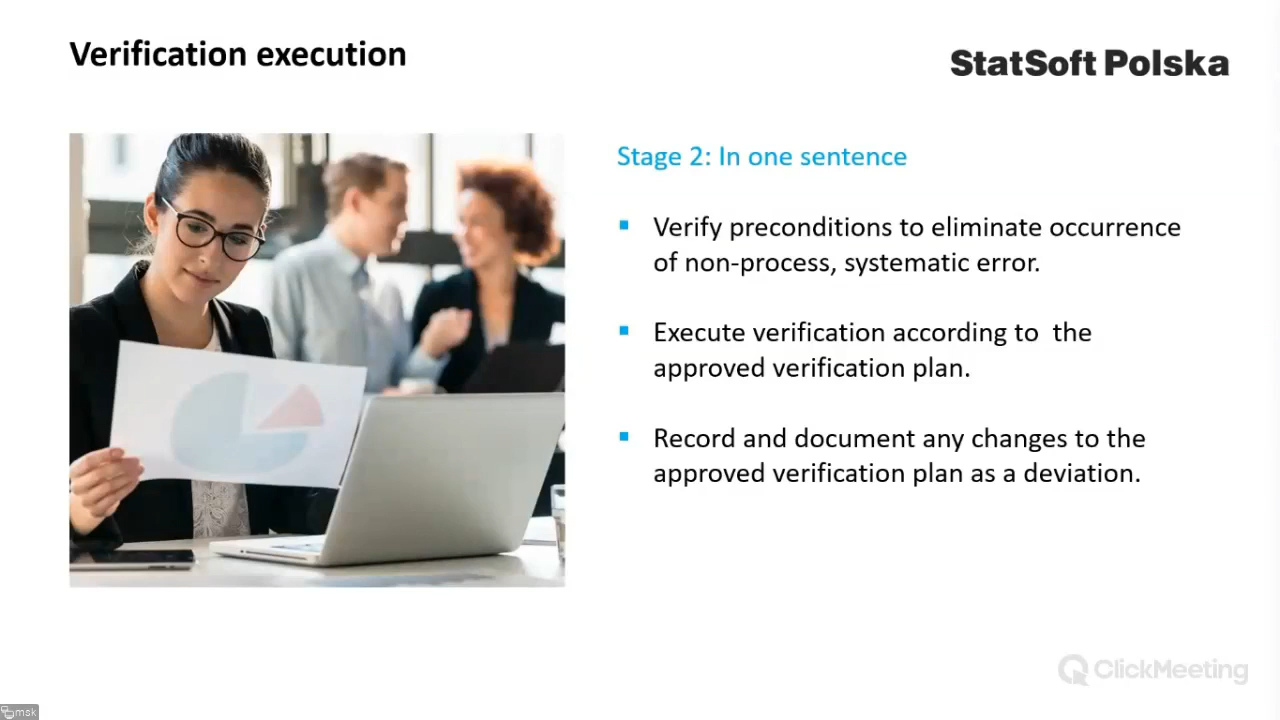 Verification execution
StatSoft Polska
Stage 2: In one sentence
Verify preconditions to eliminate occurrence
of non-process, systematic error.
Execute verification according to  the
approved verification plan.
Record and document any changes to the
approved verification plan as a deviation.
ClickMeeting
msk